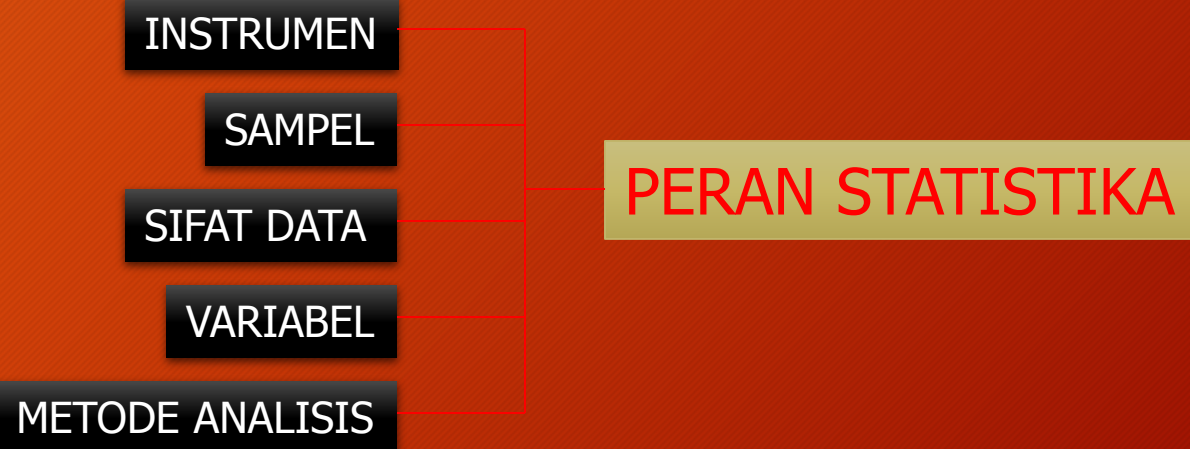 INSTRUMEN
SAMPEL
SIFAT DATA
VARIABEL
METODE ANALISIS
PERAN STATISTIKA